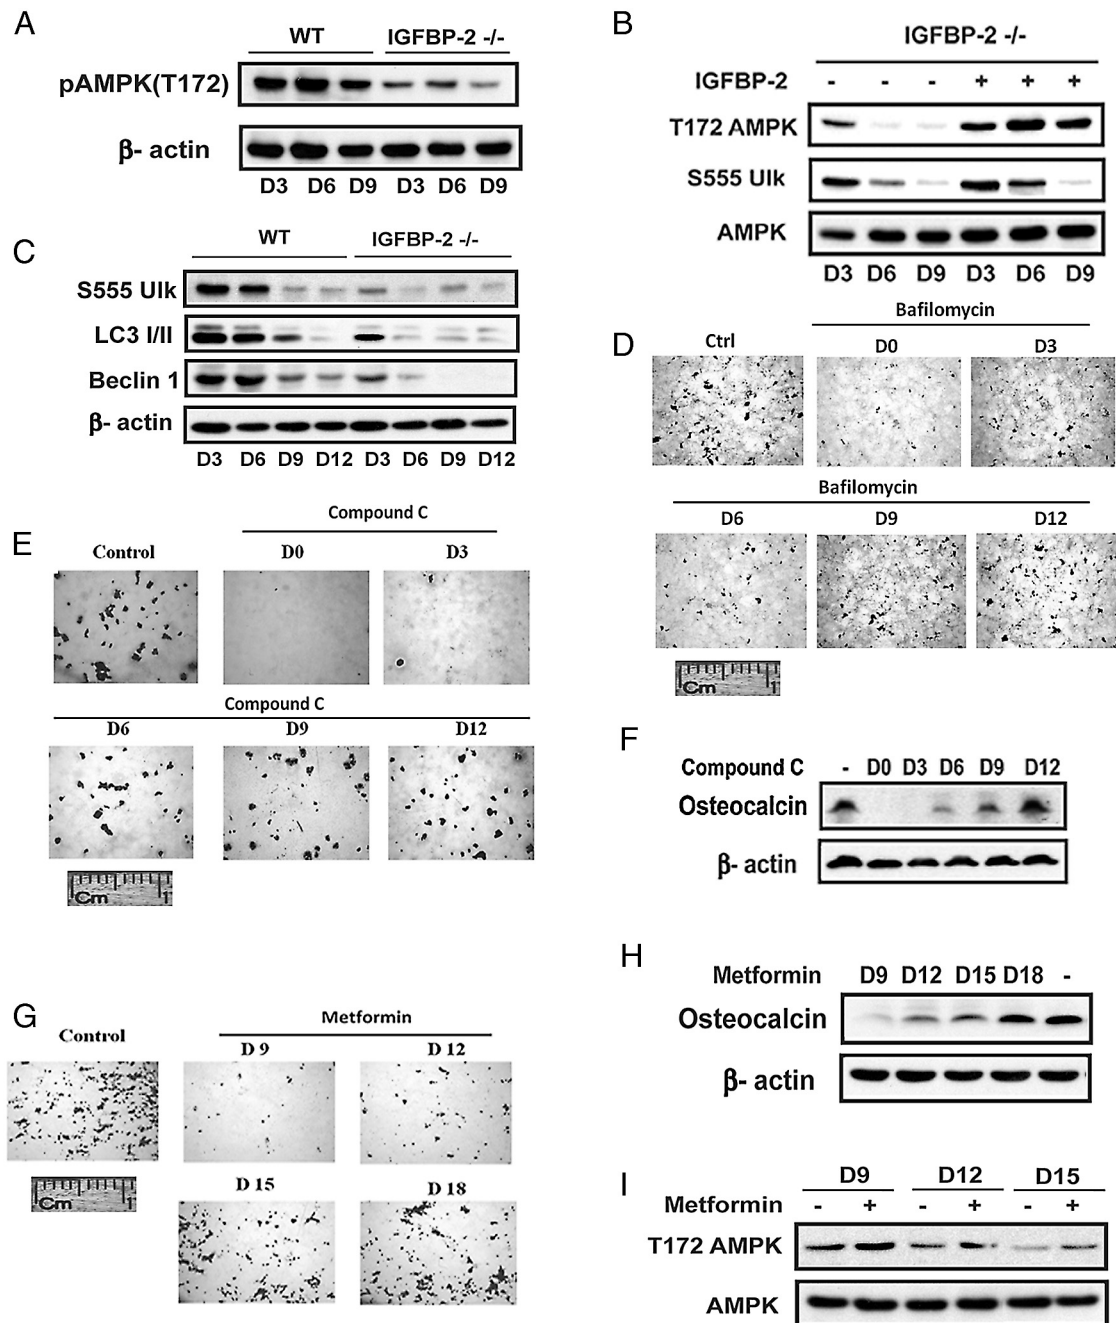 A
WT IGFBP-2 -/-
pAMPK(T172)
β- actin
D3 D6 D9 D3 D6 D9
B
IGFBP-2 -/-
IGFBP-2 - - - + + +
T172 AMPK
S555 Ulk
AMPK
D3 D6 D9 D3 D6 D9
C
WT IGFBP-2 -/-
S555 Ulk
LC3 I/II
Beclin 1
β- actin
D3 D6 D9 D12 D3 D6 D9 D12
D
Bafilomycin
Ctrl D0 D3
Bafilomycin
D6 D9 D12
Cm 1
E
Compound C
Control D0 D3
Compound C
D6 D9 D12
Cm 1
F
Compound C - D0 D3 D6 D9 D12
Osteocalcin
β- actin
G
Metformin
Control D 9 D 12
D 15 D 18
Cm 1
H
Metformin D9 D12 D15 D18 -
Osteocalcin
β- actin
I
D9 D12 D15
Metformin - + - + - +
T172 AMPK
AMPK